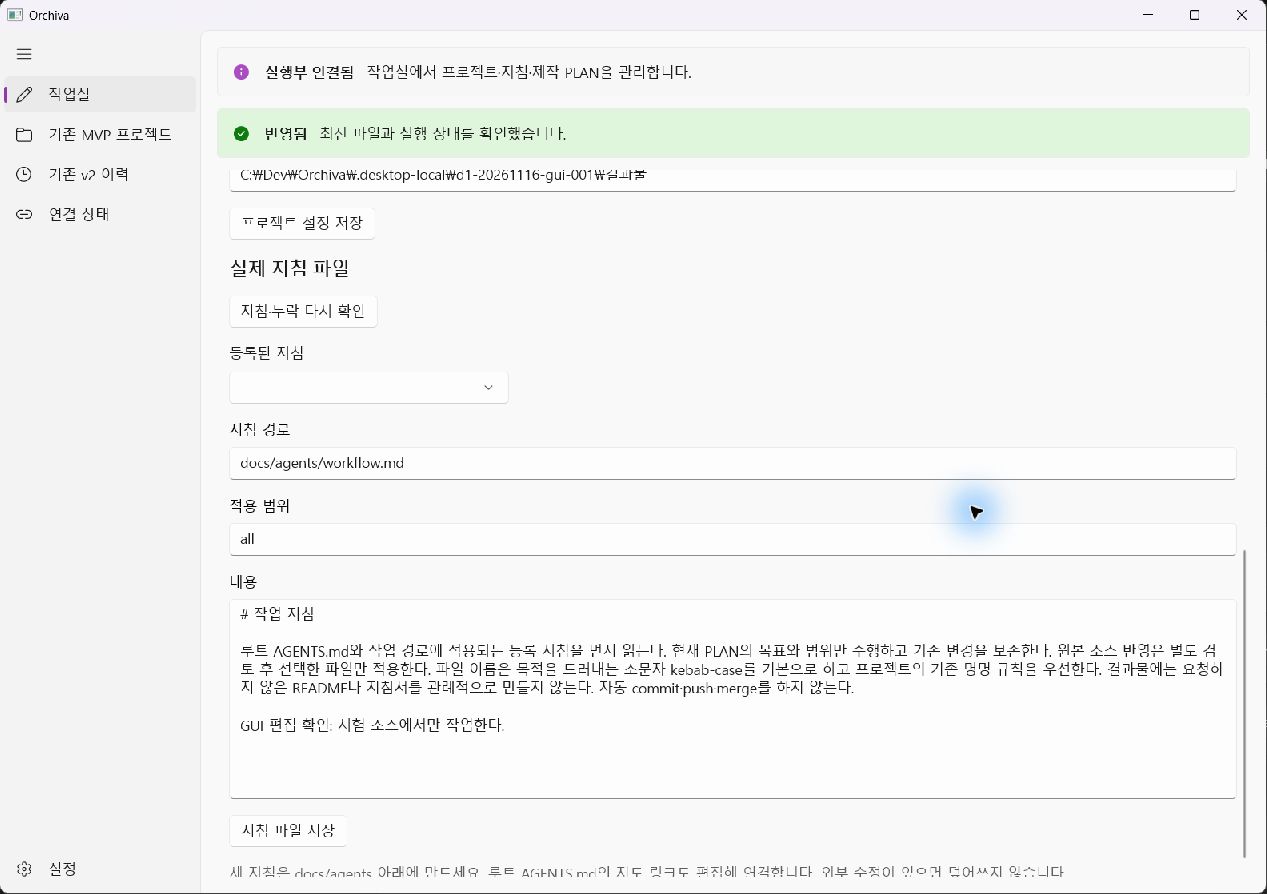 Orchiva
실행부 연결됨 작업실에서 프로젝트·지침·제작 PLAN을 관리합니다.
작업실
반영됨 최신 파일과 실행 상태를 확인했습니다.
기존 MVP 프로젝트
기존 v2 이력
C:₩Dev₩Orchiva₩.desktop-local₩d1-20261116-gui-001₩결과물
연결 상태
프로젝트 설정 저장
실제 지침 파일
지침·누락 다시 확인
등록된 지침
지침 경로
docs/agents/workflow.md
적용 범위
all
내용
# 작업 지침
루트 AGENTS.md와 작업 경로에 적용되는 등록 지침을 먼저 읽는다. 현재 PLAN의 목표와 범위만 수행하고 기존 변경을 보존한다. 원본 소스 반영은 별도 검
토 후 선택한 파일만 적용한다. 파일 이름은 목적을 드러내는 소문자 kebab-case를 기본으로 하고 프로젝트의 기존 명명 규칙을 우선한다. 결과물에는 요청하
지 않은 README나 지침서를 관례적으로 만들지 않는다. 자동 commit·push·merge를 하지 않는다.
GUI 편집 확인: 시험 소스에서만 작업한다.
지침 파일 저장
설정
새 지침은 docs/agents 아래에 만드세요. 루트 AGENTS.md의 지도 링크도 편집해 연결합니다. 외부 수정이 있으면 덮어쓰지 않습니다.